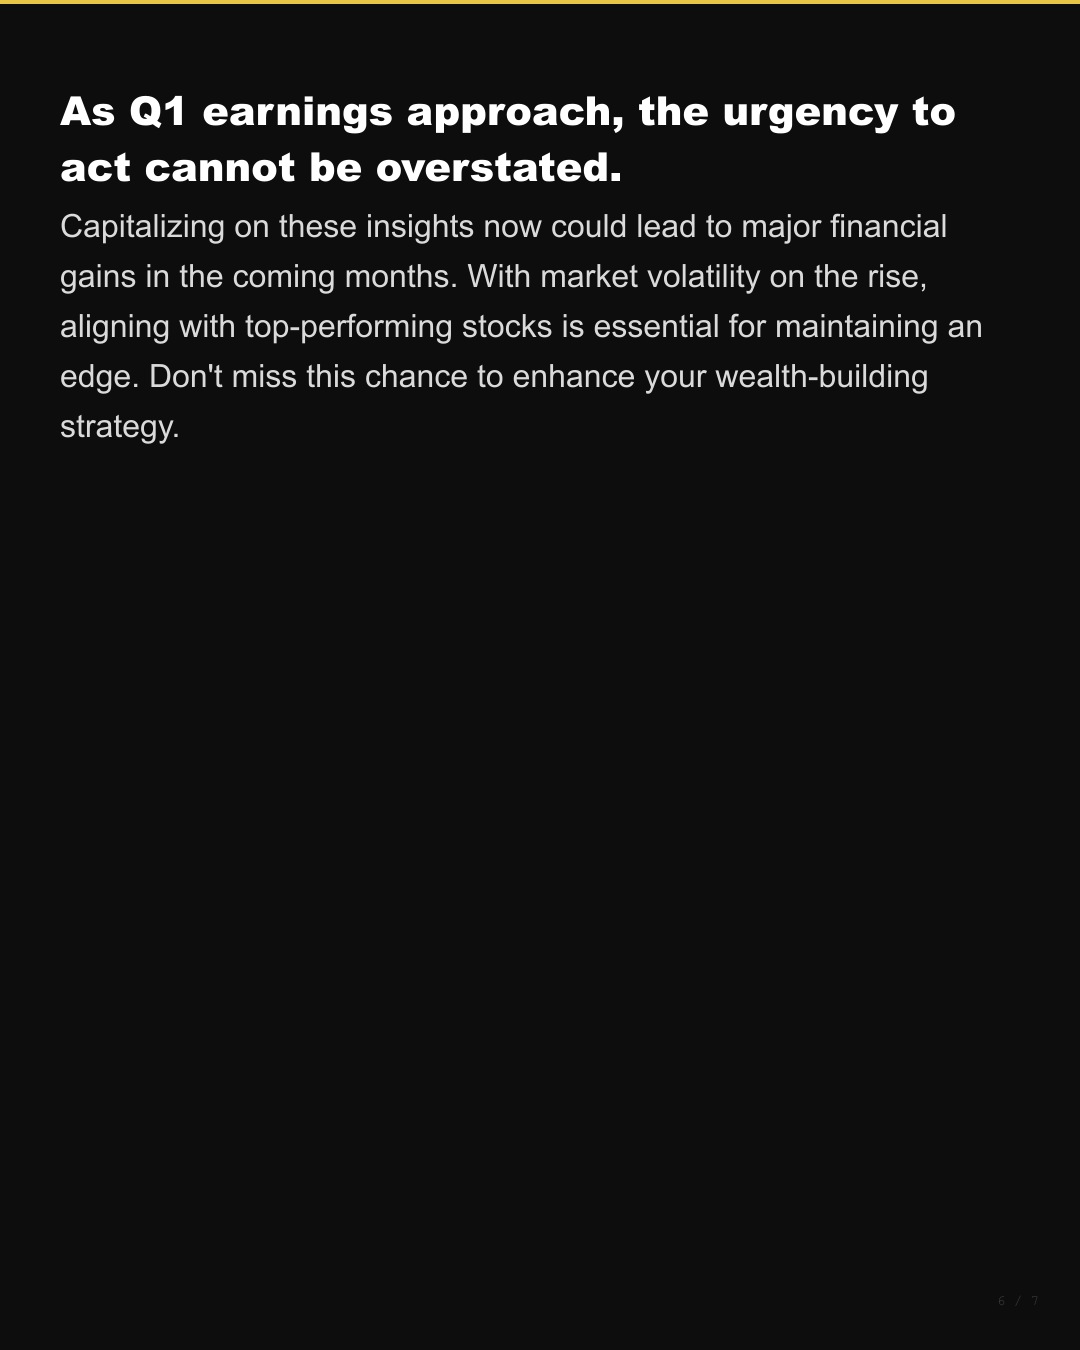 As Q1 earnings approach, the urgency to
act cannot be overstated.
Capitalizing on these insights now could lead to major financial
gains in the coming months. With market volatility on the rise,
aligning with top-performing stocks is essential for maintaining an
edge. Don't miss this chance to enhance your wealth-building
strategy.
6 / 7